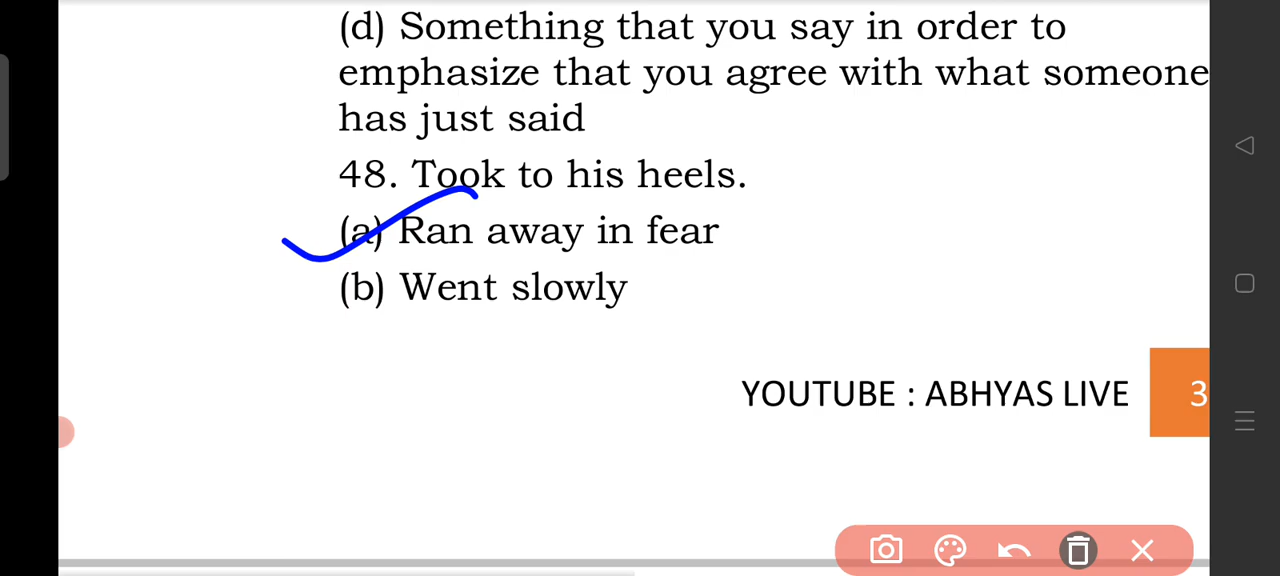 (d) Something that you say in order to
emphasize that you agree with what someone
has just said
48. Took to his heels.
(a) Ran away in fear
(b) Went slowly
YOUTUBE : ABHYAS LIVE
3